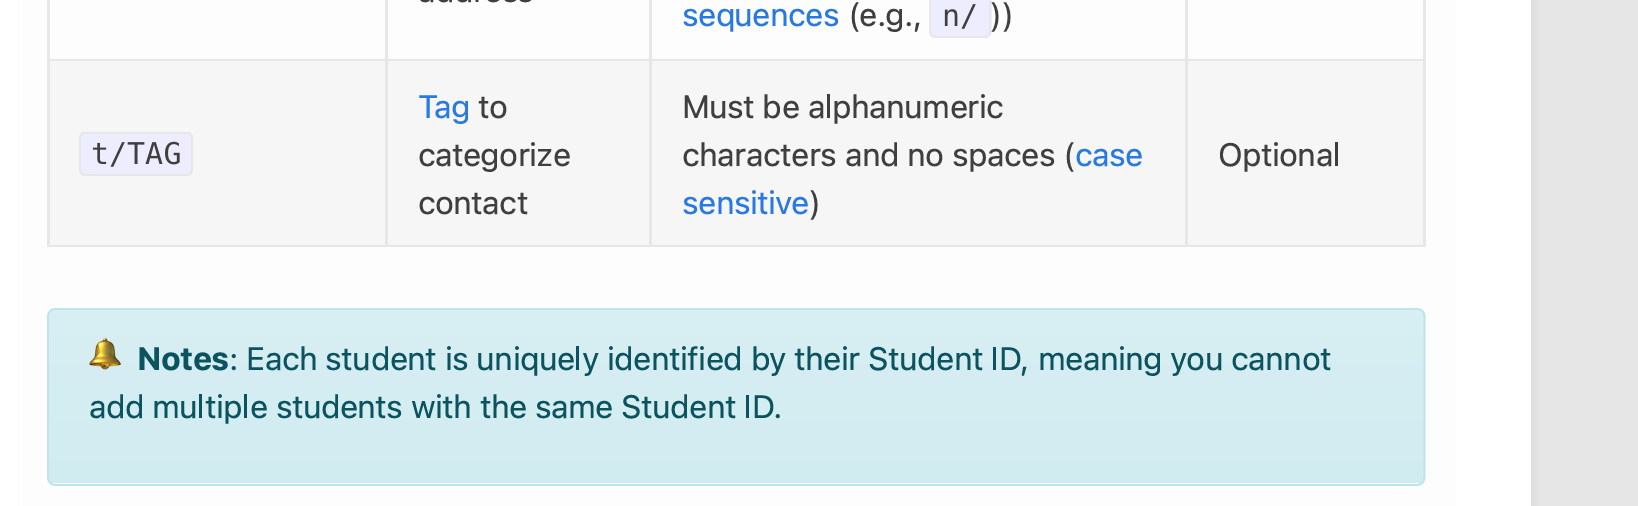 sequences (e.g., n/ ))
t/TAG
Tag to
categorize
contact
Must be alphanumeric
characters and no spaces (case
sensitive)
Optional
Notes: Each student is uniquely identified by their Student ID, meaning you cannot
add multiple students with the same Student ID.